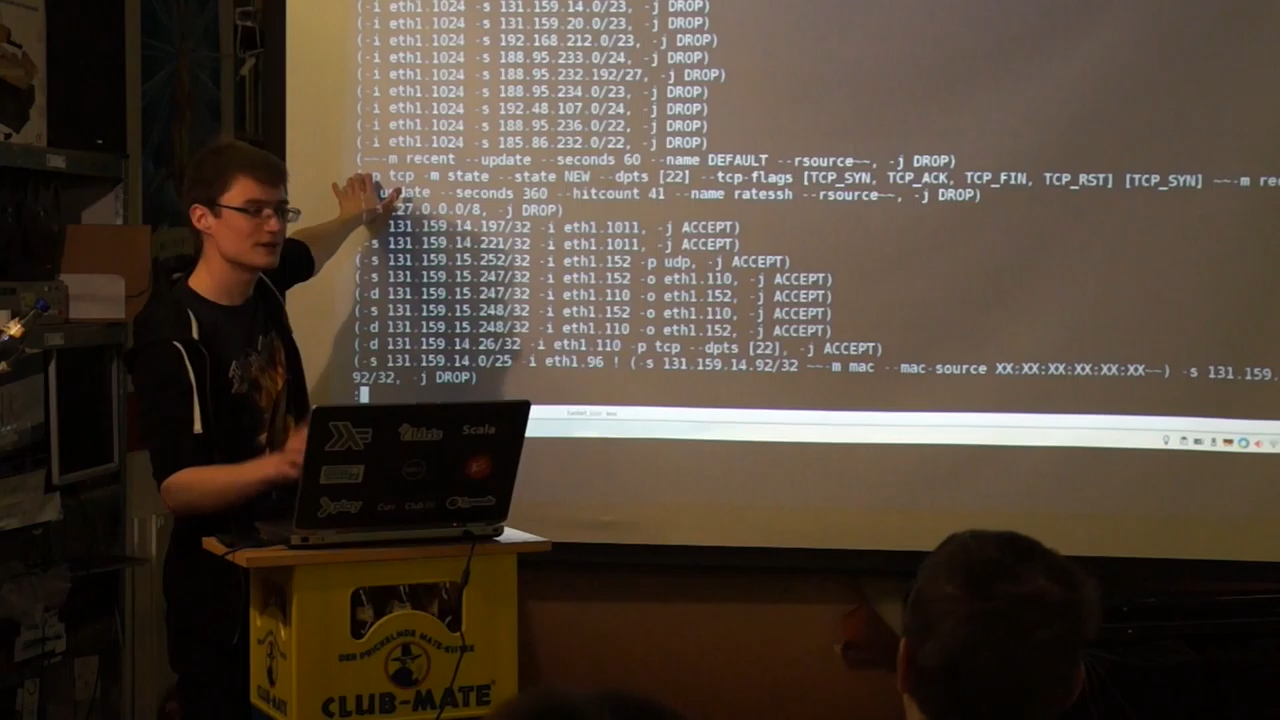 (-i eth1.1024 -s 131.159.14.0/23, -j DROP)
(-i eth1.1024 -s 131.159.20.0/23, -j DROP)
(-i eth1.1024 -s 192.168.212.0/23, -j DROP)
(-i eth1.1024 -s 188.95.233.0/24, -j DROP)
(-i eth1.1024 -s 188.95.232.192/27, -j DROP)
(-i eth1.1024 -s 188.95.234.0/23, -j DROP)
(-i eth1.1024 -s 192.48.107.0/24, -j DROP)
(-i eth1.1024 -s 188.95.236.0/22, -j DROP)
(-i eth1.1024 -s 185.86.232.0/22, -j DROP)
(~~-m recent --update --seconds 60 --name DEFAULT --rsource~~, -j DROP)
tcp -m state --state NEW --dpts [22] --tcp-flags [TCP_SYN, TCP_ACK, TCP_FIN, TCP_RST] [TCP_SYN] ~~-m rec
update --seconds 360 --hitcount 41 --name ratessh --rsource~~, -j DROP)
127.0.0.0/8, -j DROP)
131.159.14.197/32 -i eth1.1011, -j ACCEPT)
-s 131.159.14.221/32 -i eth1.1011, -j ACCEPT)
(-s 131.159.15.252/32 -i eth1.152 -p udp, -j ACCEPT)
(-s 131.159.15.247/32 -i eth1.152 -o eth1.110, -j ACCEPT)
(-d 131.159.15.247/32 -i eth1.110 -o eth1.152, -j ACCEPT)
(-s 131.159.15.248/32 -i eth1.152 -o eth1.110, -j ACCEPT)
(-d 131.159.15.248/32 -i eth1.110 -o eth1.152, -j ACCEPT)
(-d 131.159.14.26/32 -i eth1.110 -p tcp --dpts [22], -j ACCEPT)
(-s 131.159.14.0/25 -i eth1.96 ! (-s 131.159.14.92/32 ~~-m mac --mac-source XX:XX:XX:XX:XX:XX~~) -s 131.159.
92/32, -j DROP)
:
Idris
Scala
play
DER PRICKELNDE MATE-EISTEE
CLUB-MATE